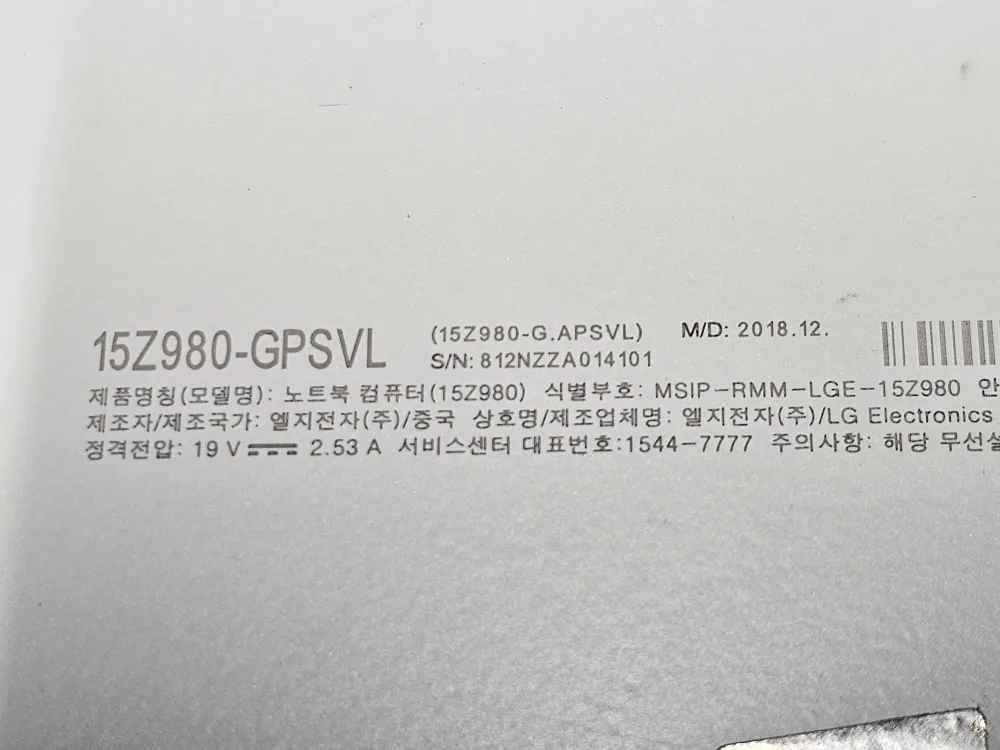 15Z980-GPSVL
(15Z980-G.APSVL) M/D: 2018.12.
S/N: 812NZZA014101
제품명칭(모델명): 노트북 컴퓨터(15Z980) 식별부호: MSIP-RMM-LGE-15Z980 안
제조자/제조국가: 엘지전자(주)/중국 상호명/제조업체명: 엘지전자(주)/LG Electronics
정격전압: 19 V 2.53 A 서비스센터 대표번호:1544-7777 주의사항: 해당 무선설